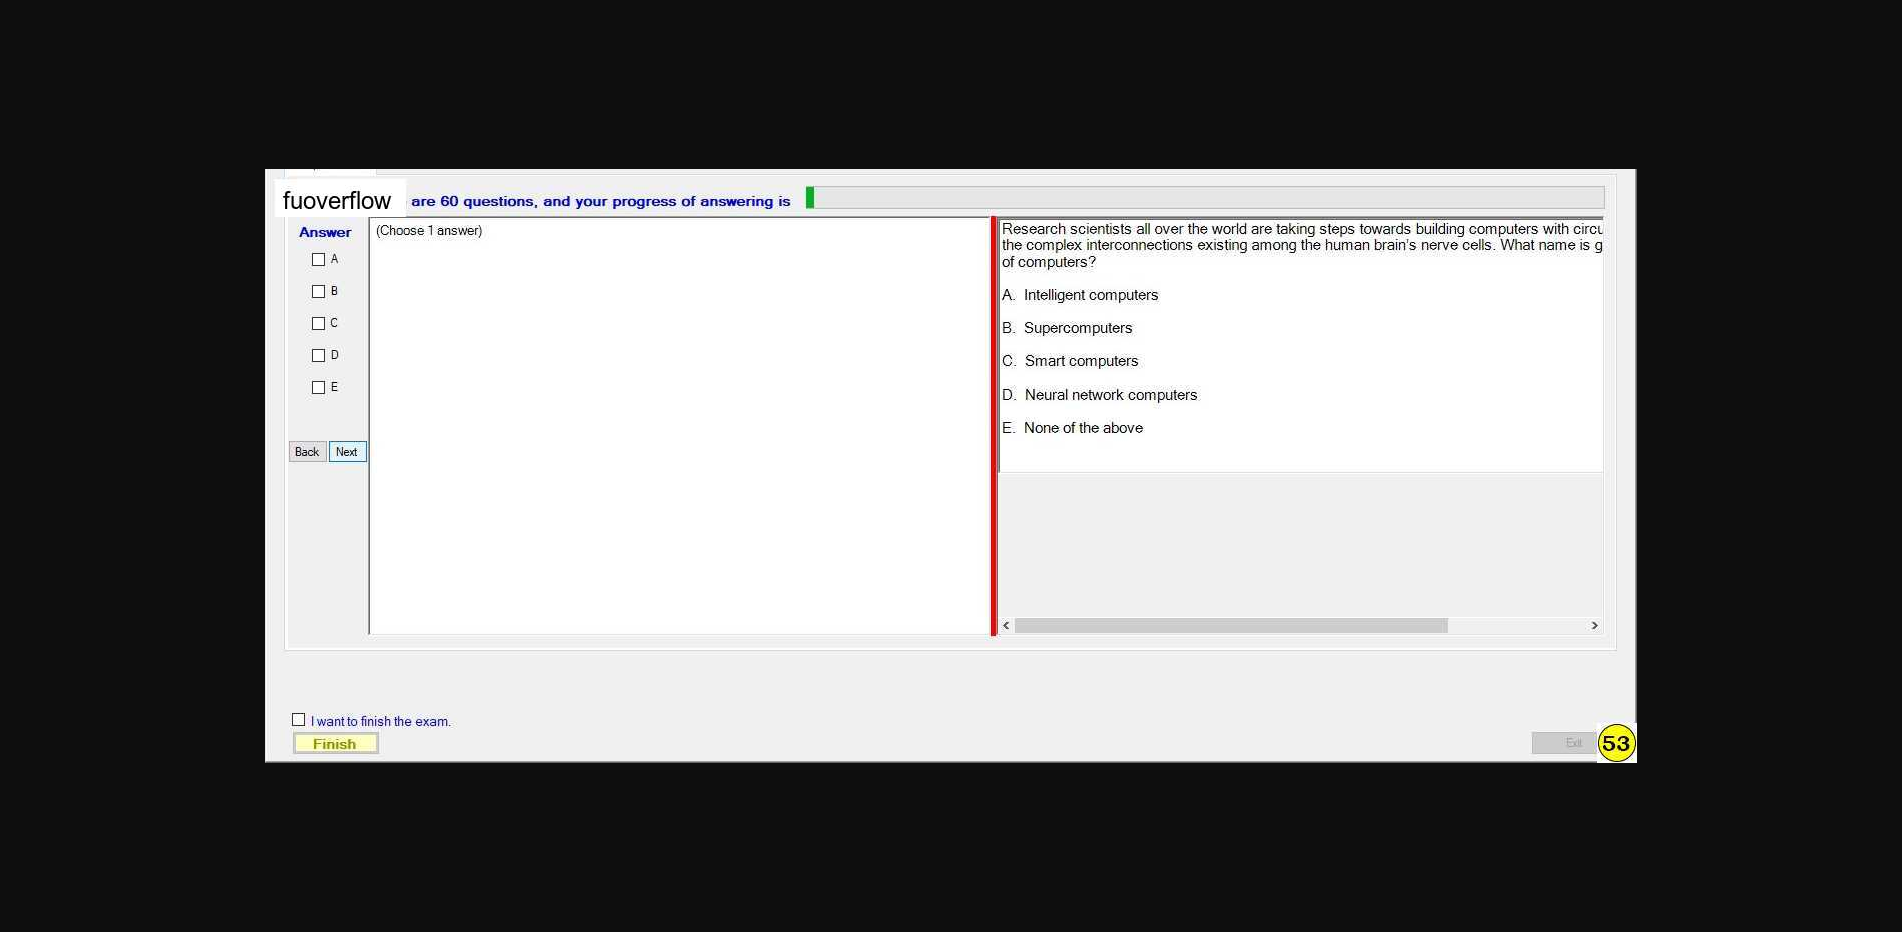 fuoverflow are 60 questions, and your progress of answering is
Answer
A
B
C
D
E
Back Next
(Choose 1 answer)
Research scientists all over the world are taking steps towards building computers with circu
the complex interconnections existing among the human brain's nerve cells. What name is g
of computers?
A. Intelligent computers
B. Supercomputers
C. Smart computers
D. Neural network computers
E. None of the above
I want to finish the exam.
Finish
Exit
53